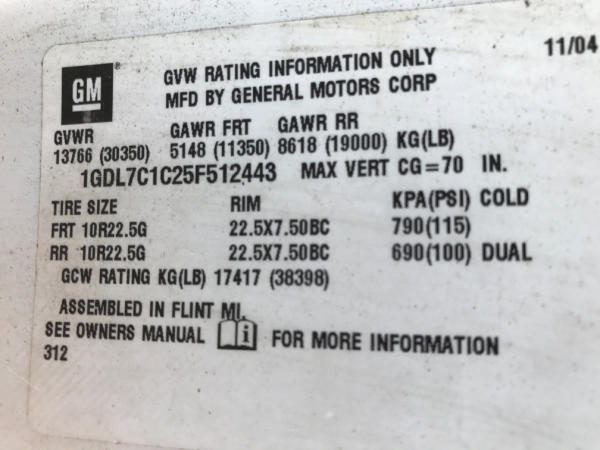 11/04
GM
GVW RATING INFORMATION ONLY
MFD BY GENERAL MOTORS CORP
GVWR GAWR FRT GAWR RR
13766 (30350) 5148 (11350) 8618 (19000) KG(LB)
1GDL7C1C25F512443 MAX VERT CG=70 IN.
TIRE SIZE RIM KPA(PSI) COLD
FRT 10R22.5G 22.5X7.50BC 790(115)
RR 10R22.5G 22.5X7.50BC 690(100) DUAL
GCW RATING KG(LB) 17417 (38398)
ASSEMBLED IN FLINT MI.
SEE OWNERS MANUAL i FOR MORE INFORMATION
312